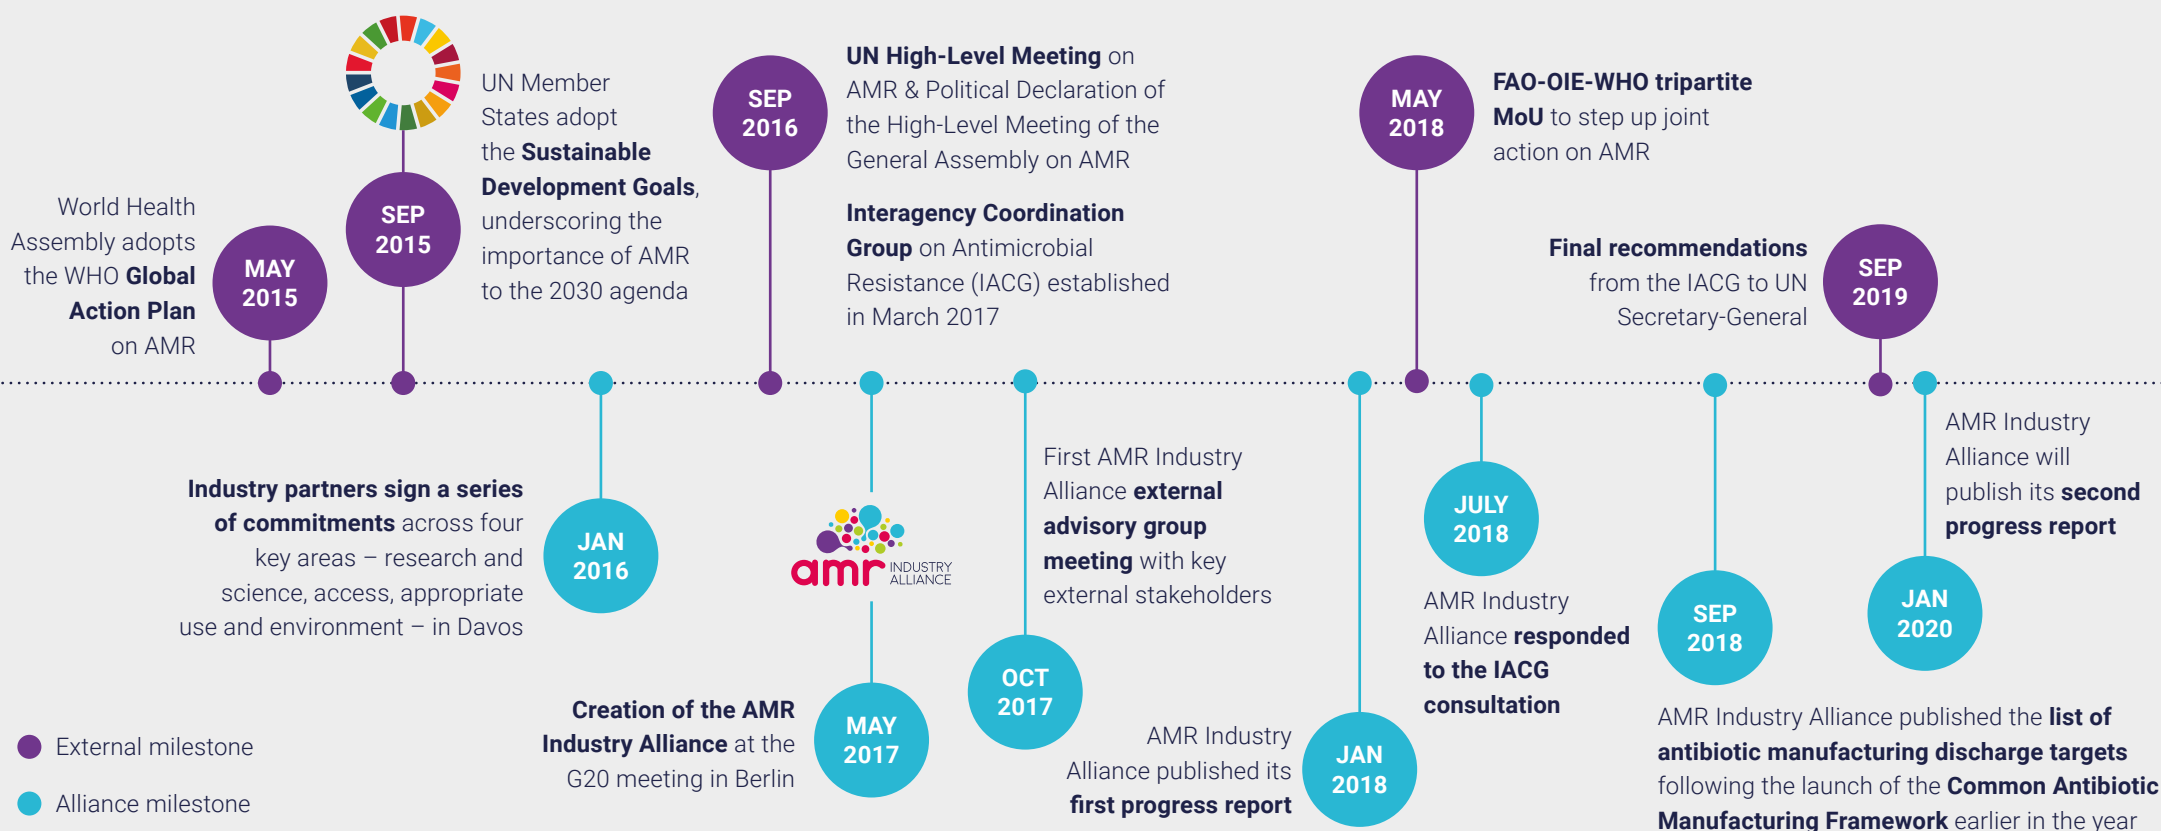 World Health
Assembly adopts
the WHO Global
Action Plan
on AMR
MAY
2015
SEP
2015
UN Member
States adopt
the Sustainable
Development Goals,
underscoring the
importance of AMR
to the 2030 agenda
SEP
2016
UN High-Level Meeting on
AMR & Political Declaration of
the High-Level Meeting of the
General Assembly on AMR
Interagency Coordination
Group on Antimicrobial
Resistance (IACG) established
in March 2017
MAY
2018
FAO-OIE-WHO tripartite
MoU to step up joint
action on AMR
Final recommendations
from the IACG to UN
Secretary-General
SEP
2019
Industry partners sign a series
of commitments across four
key areas – research and
science, access, appropriate
use and environment – in Davos
JAN
2016
amr INDUSTRY
ALLIANCE
Creation of the AMR
Industry Alliance at the
G20 meeting in Berlin
MAY
2017
First AMR Industry
Alliance external
advisory group
meeting with key
external stakeholders
OCT
2017
AMR Industry
Alliance published its
first progress report
JAN
2018
JULY
2018
AMR Industry
Alliance responded
to the IACG
consultation
SEP
2018
AMR Industry Alliance published the list of
antibiotic manufacturing discharge targets
following the launch of the Common Antibiotic
Manufacturing Framework earlier in the year
AMR Industry
Alliance will
publish its second
progress report
JAN
2020
External milestone
Alliance milestone